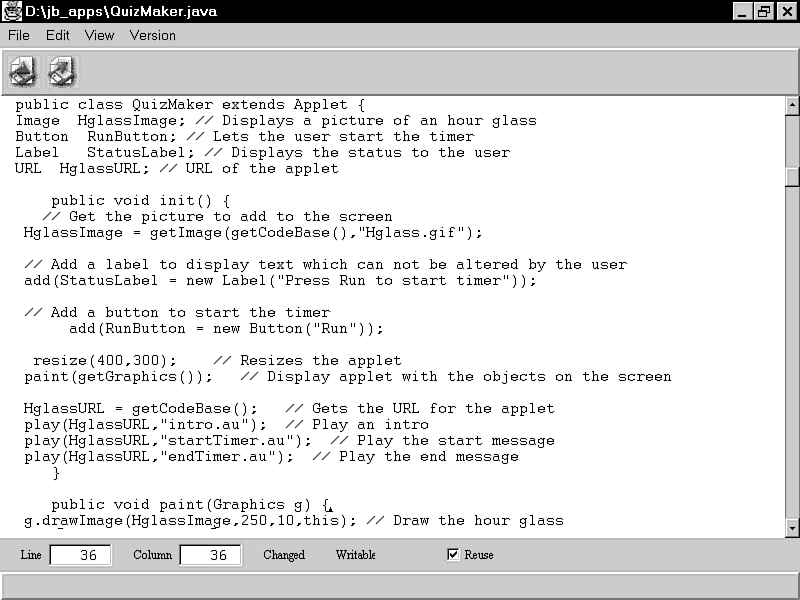 D:\jb_apps\QuizMaker.java
File Edit View Version
public class QuizMaker extends Applet {
Image HglassImage; // Displays a picture of an hour glass
Button RunButton; // Lets the user start the timer
Label StatusLabel; // Displays the status to the user
URL HglassURL; // URL of the applet
public void init() {
// Get the picture to add to the screen
HglassImage = getImage(getCodeBase(),"Hglass.gif");
// Add a label to display text which can not be altered by the user
add(StatusLabel = new Label("Press Run to start timer"));
// Add a button to start the timer
add(RunButton = new Button("Run"));
resize(400,300); // Resizes the applet
paint(getGraphics()); // Display applet with the objects on the screen
HglassURL = getCodeBase(); // Gets the URL for the applet
play(HglassURL,"intro.au"); // Play an intro
play(HglassURL,"startTimer.au"); // Play the start message
play(HglassURL,"endTimer.au"); // Play the end message
}
public void paint(Graphics g) {
g.drawImage(HglassImage,250,10,this); // Draw the hour glass
Line 36 Column 36 Changed Writable Reuse